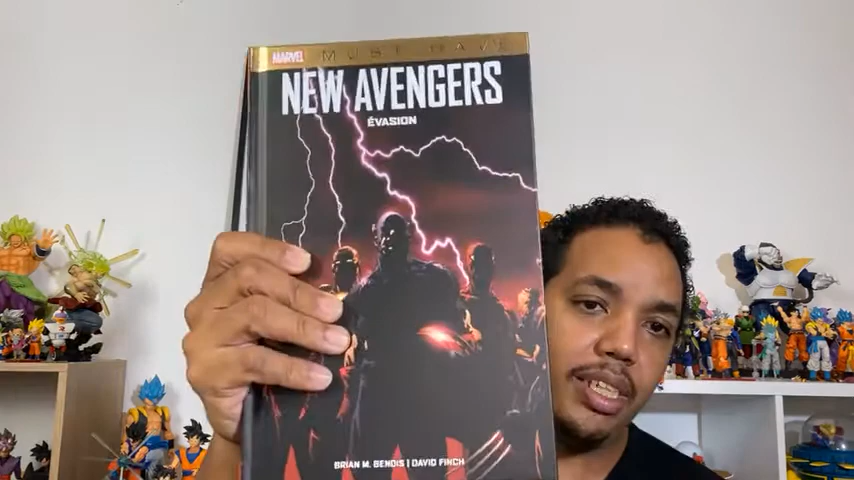 MARVEL MUST HAVE
NEW AVENGERS
ÉVASION
BRIAN M. BENDIS | DAVID FINCH